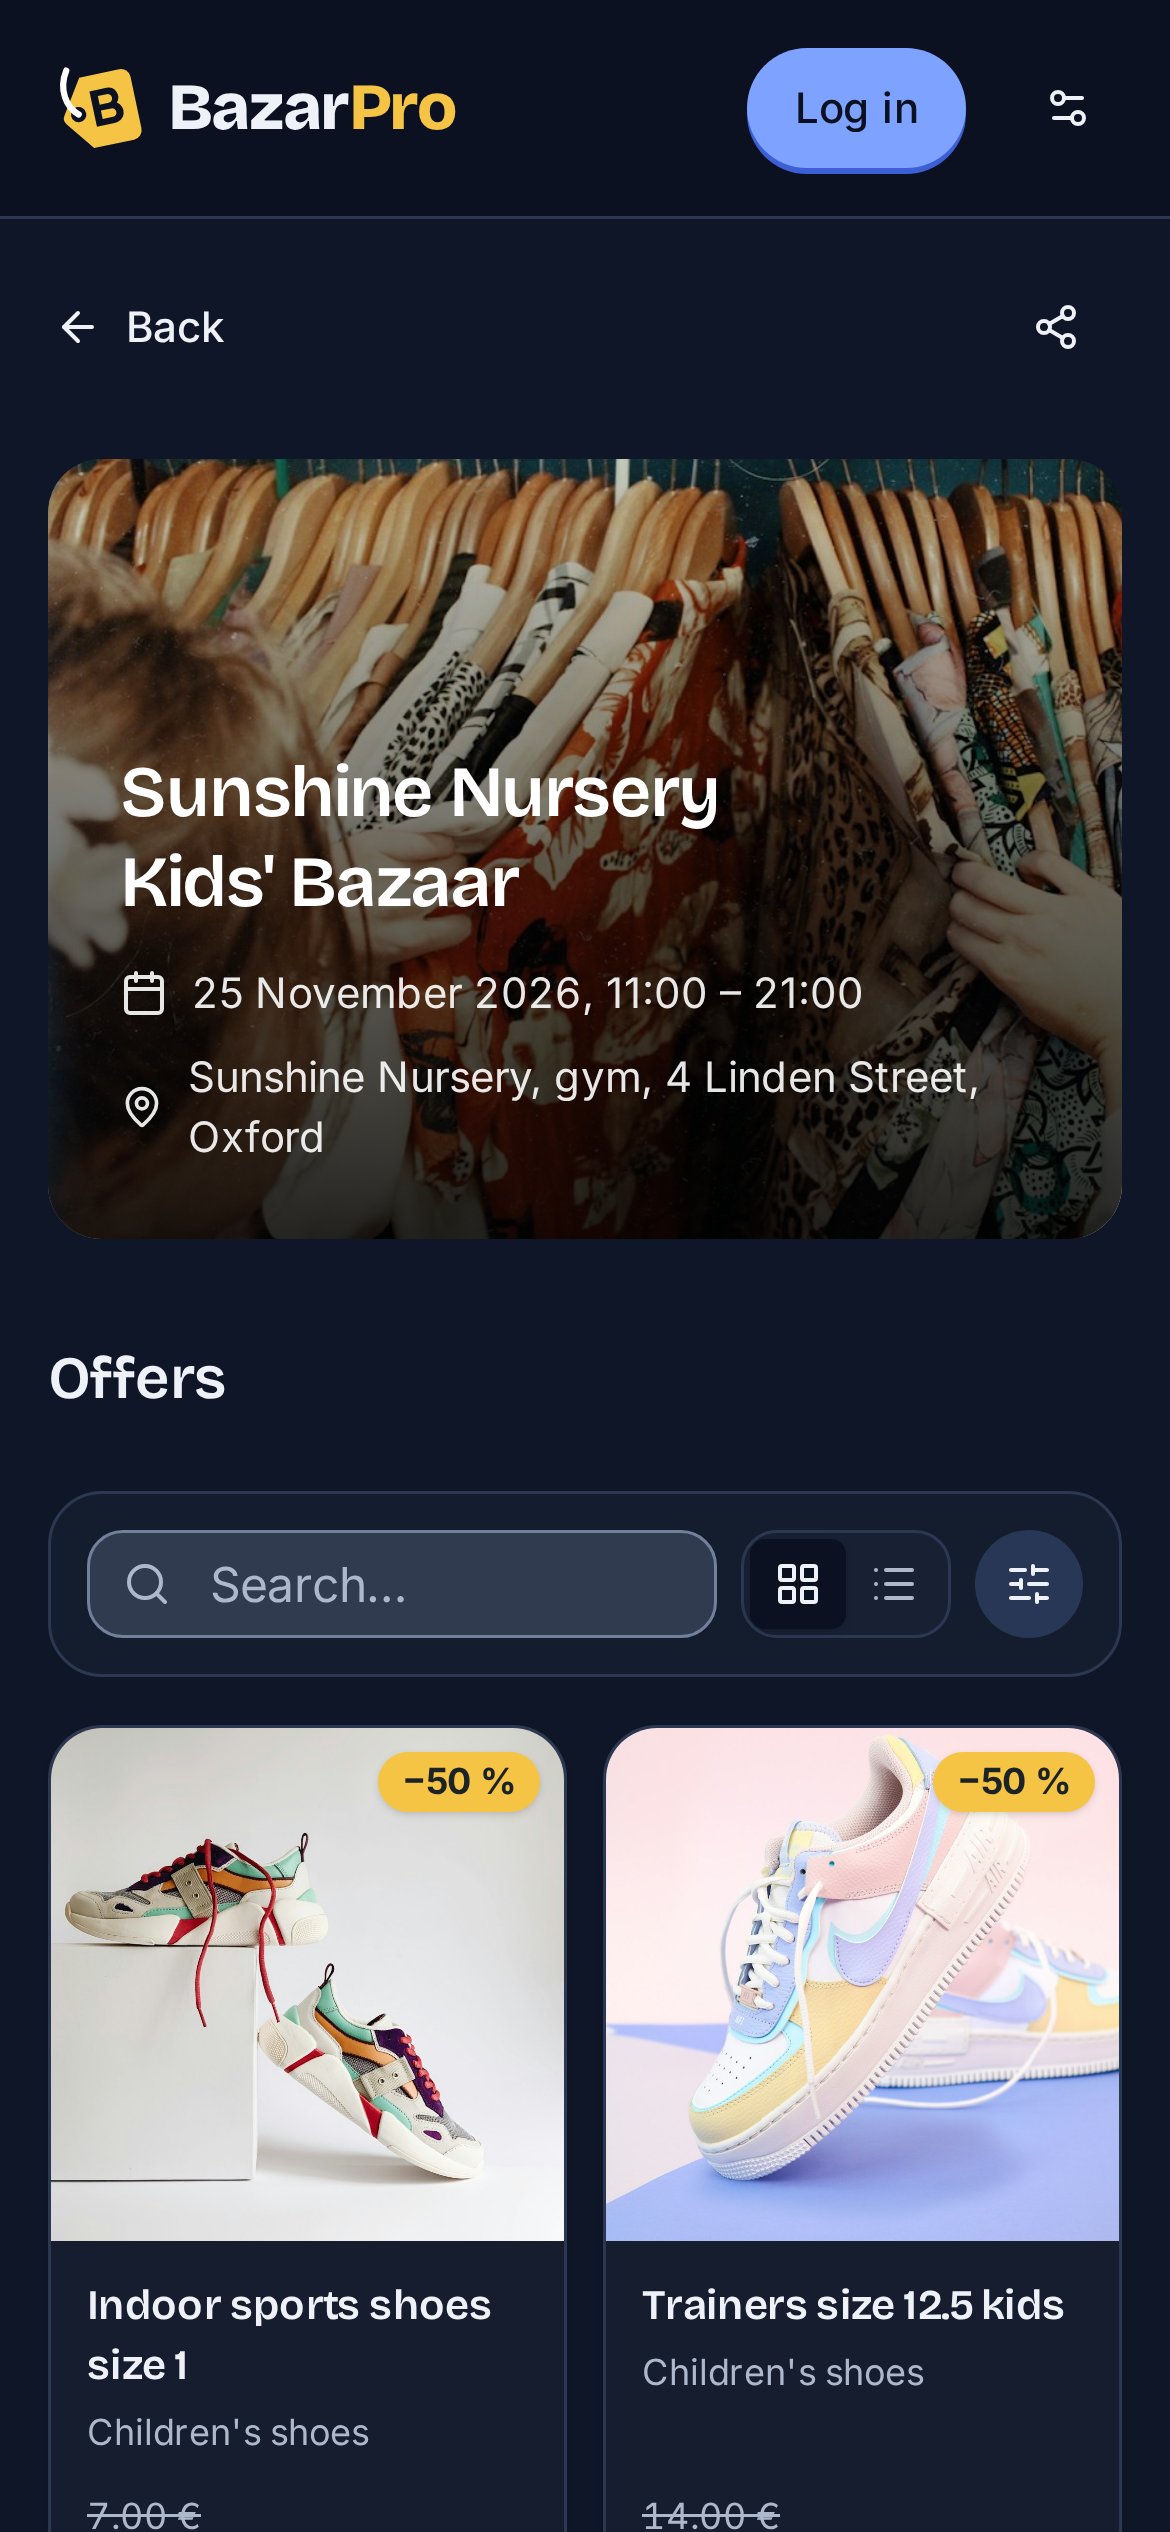 B BazarPro
Log in
Back
Sunshine Nursery
Kids' Bazaar
25 November 2026, 11:00 – 21:00
Sunshine Nursery, gym, 4 Linden Street,
Oxford
Offers
Search...
−50 %
−50 %
AIR
AIR
Indoor sports shoes
size 1
Children's shoes
7.00 €
Trainers size 12.5 kids
Children's shoes
14.00 €